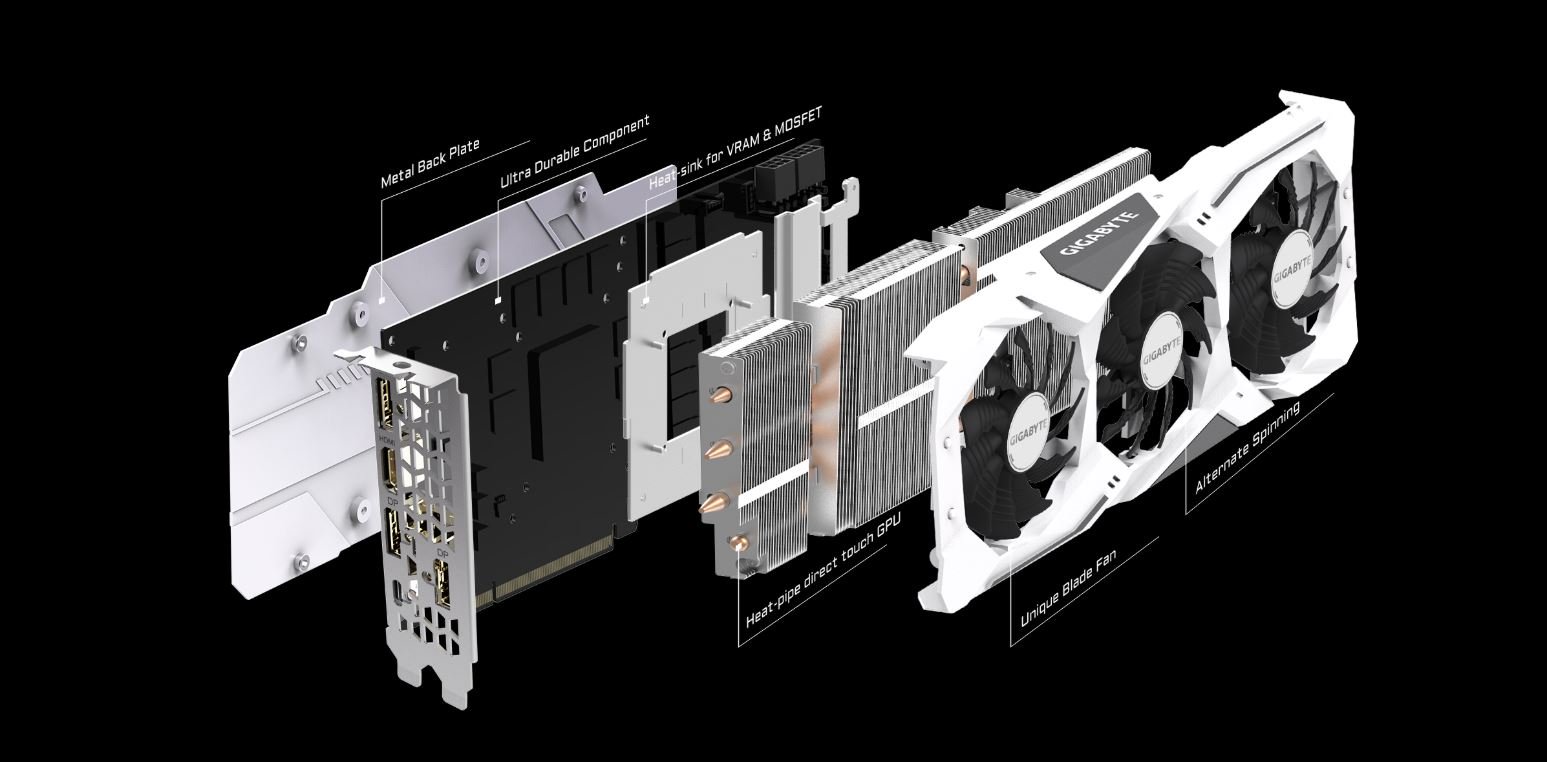 Metal Back Plate
Ultra Durable Component
Heat-sink for VRAM & MOSFET
GIGABYTE
GIGABYTE
GIGABYTE
GIGABYTE
HDMI
DP
DP
Alternate Spinning
Heat-pipe direct touch GPU
Unique Blade Fan